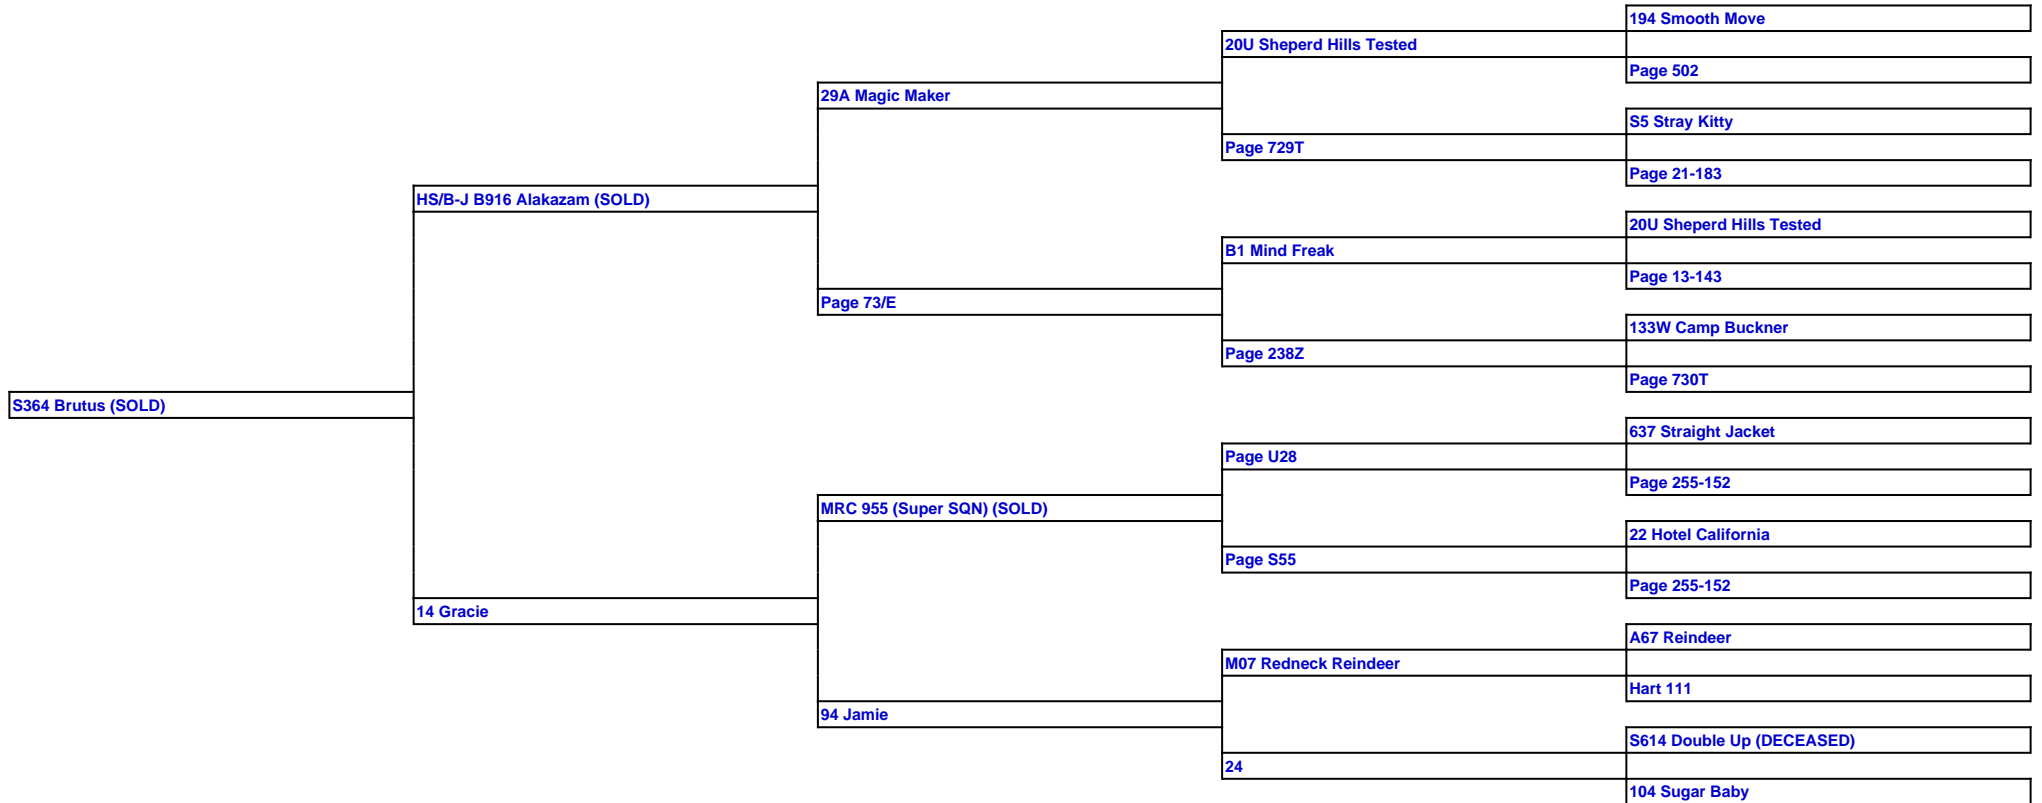 194 Smooth Move
20U Sheperd Hills Tested
Page 502
29A Magic Maker
S5 Stray Kitty
Page 729T
Page 21-183
HS/B-J B916 Alakazam (SOLD)
20U Sheperd Hills Tested
B1 Mind Freak
Page 13-143
Page 73/E
133W Camp Buckner
Page 238Z
Page 730T
S364 Brutus (SOLD)
637 Straight Jacket
Page U28
Page 255-152
MRC 955 (Super SQN) (SOLD)
22 Hotel California
Page S55
Page 255-152
14 Gracie
A67 Reindeer
M07 Redneck Reindeer
Hart 111
94 Jamie
S614 Double Up (DECEASED)
24
104 Sugar Baby